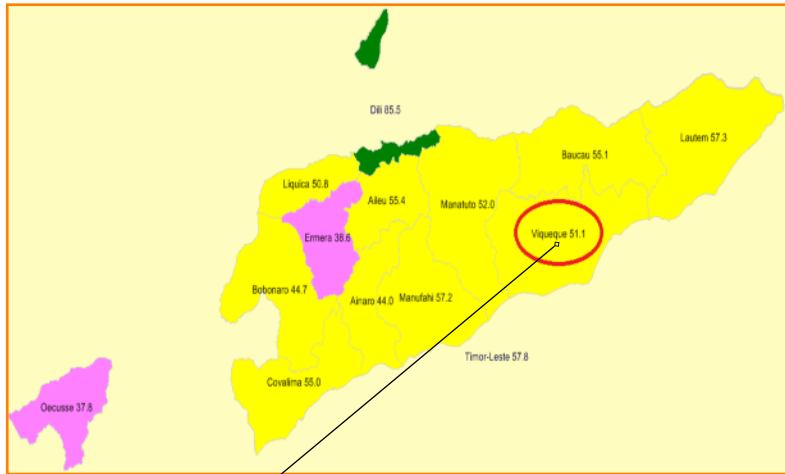 Dili 85.5
Lautem 57.3
Baucau 55.1
Liquica 50.8
Aileu 55.4
Manatuto 52.0
Viqueque 51.1
Ermera 38.6
Bobonaro 44.7
Ainaro 44.0
Manufahi 57.2
Timor-Leste 57.8
Covalima 55.0
Oecusse 37.8